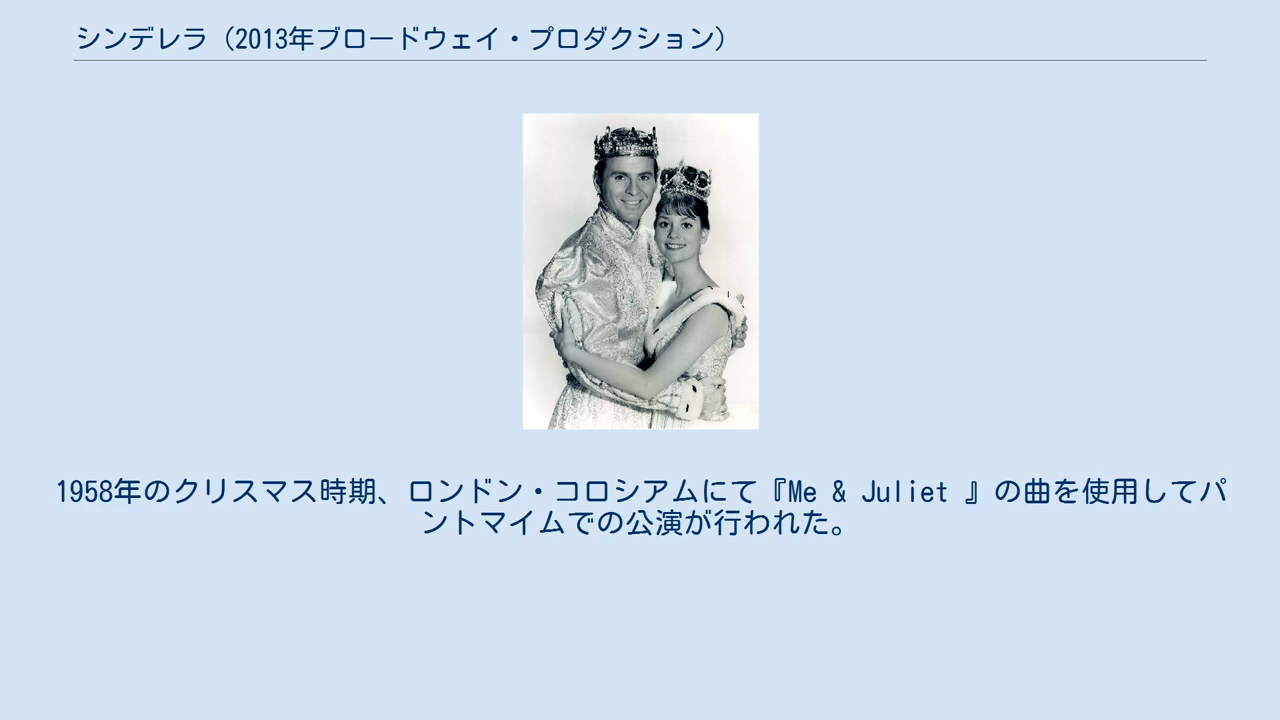 シンデレラ（2013年ブロードウェイ・プロダクション）
1958年のクリスマス時期、ロンドン・コロシアムにて『Me & Juliet 』の曲を使用してパ
ントマイムでの公演が行われた。